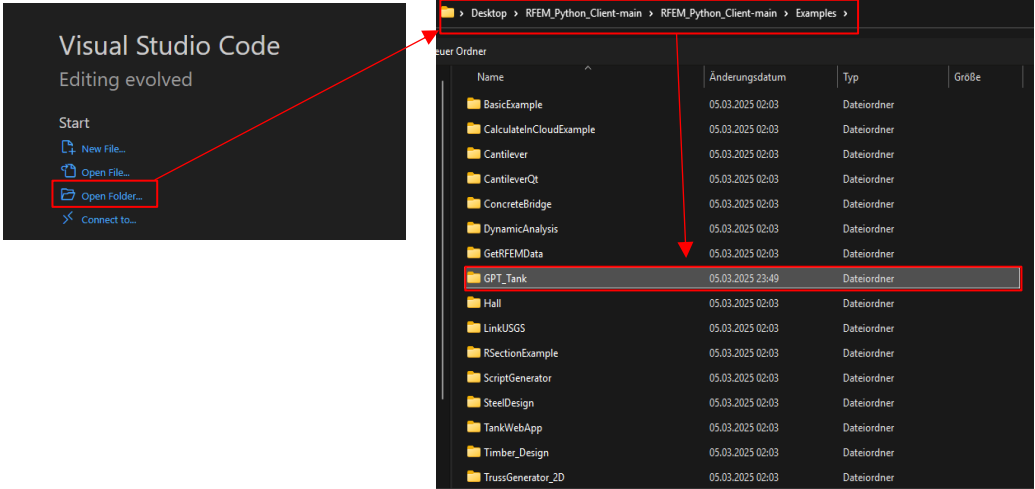 Visual Studio Code
Editing evolved
Start
New File...
Open File...
Open Folder...
Connect to...
Desktop > RFEM_Python_Client-main > RFEM_Python_Client-main > Examples >
euer Ordner
Name Änderungsdatum Typ Größe
BasicExample 05.03.2025 02:03 Dateiordner
CalculateInCloudExample 05.03.2025 02:03 Dateiordner
Cantilever 05.03.2025 02:03 Dateiordner
CantileverQt 05.03.2025 02:03 Dateiordner
ConcreteBridge 05.03.2025 02:03 Dateiordner
DynamicAnalysis 05.03.2025 02:03 Dateiordner
GetRFEMData 05.03.2025 02:03 Dateiordner
GPT_Tank 05.03.2025 23:49 Dateiordner
Hall 05.03.2025 02:03 Dateiordner
LinkUSGS 05.03.2025 02:03 Dateiordner
RSectionExample 05.03.2025 02:03 Dateiordner
ScriptGenerator 05.03.2025 02:03 Dateiordner
SteelDesign 05.03.2025 02:03 Dateiordner
TankWebApp 05.03.2025 02:03 Dateiordner
Timber_Design 05.03.2025 02:03 Dateiordner
TrussGenerator_2D 05.03.2025 02:03 Dateiordner